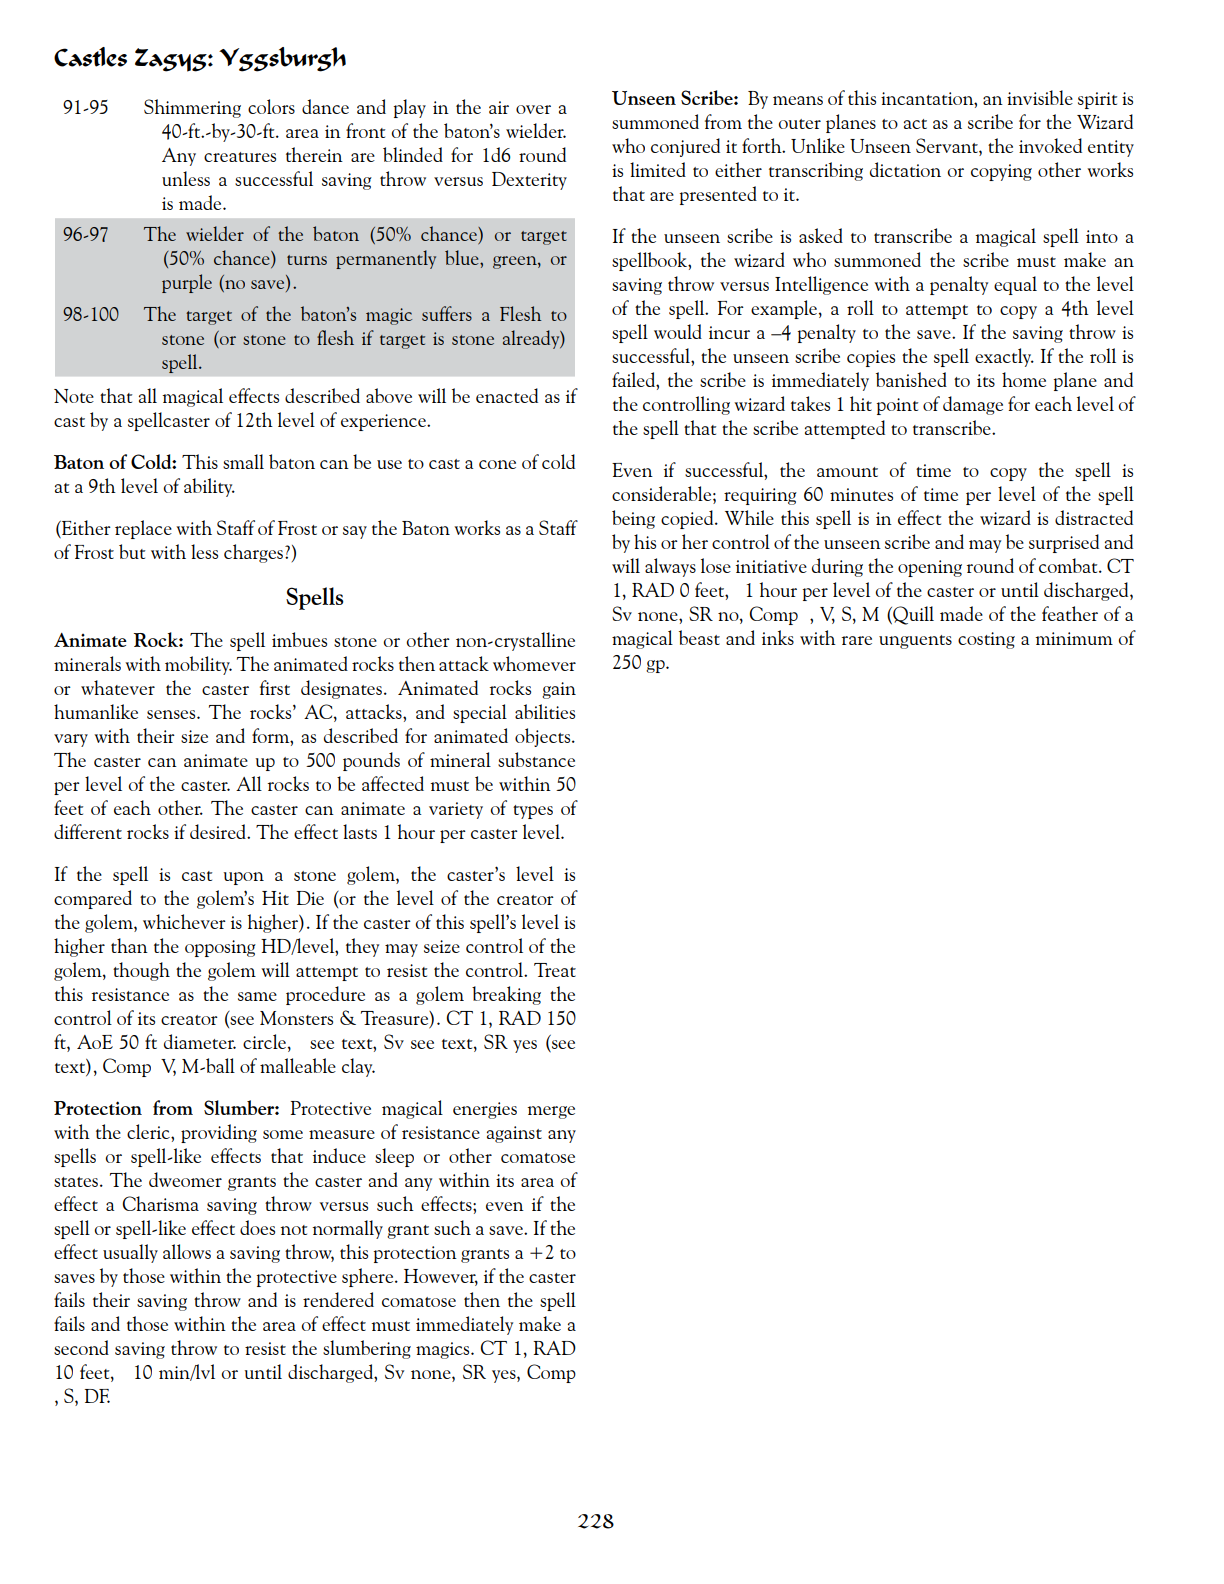 Castles Zagyg: Yggsburgh
91-95 Shimmering colors dance and play in the air over a
40-ft.-by-30-ft. area in front of the baton's wielder.
Any creatures therein are blinded for 1d6 round
unless a successful saving throw versus Dexterity
is made.
96-97 The wielder of the baton (50% chance) or target
(50% chance) turns permanently blue, green, or
purple (no save).
98-100 The target of the baton's magic suffers a Flesh to
stone (or stone to flesh if target is stone already)
spell.
Note that all magical effects described above will be enacted as if
cast by a spellcaster of 12th level of experience.
Baton of Cold: This small baton can be use to cast a cone of cold
at a 9th level of ability.
(Either replace with Staff of Frost or say the Baton works as a Staff
of Frost but with less charges?)
Spells
Animate Rock: The spell imbues stone or other non-crystalline
minerals with mobility. The animated rocks then attack whomever
or whatever the caster first designates. Animated rocks gain
humanlike senses. The rocks' AC, attacks, and special abilities
vary with their size and form, as described for animated objects.
The caster can animate up to 500 pounds of mineral substance
per level of the caster. All rocks to be affected must be within 50
feet of each other. The caster can animate a variety of types of
different rocks if desired. The effect lasts 1 hour per caster level.
If the spell is cast upon a stone golem, the caster's level is
compared to the golem's Hit Die (or the level of the creator of
the golem, whichever is higher). If the caster of this spell's level is
higher than the opposing HD/level, they may seize control of the
golem, though the golem will attempt to resist the control. Treat
this resistance as the same procedure as a golem breaking the
control of its creator (see Monsters & Treasure). CT 1, RAD 150
ft, AoE 50 ft diameter. circle, see text, Sv see text, SR yes (see
text), Comp V, M-ball of malleable clay.
Protection from Slumber: Protective magical energies merge
with the cleric, providing some measure of resistance against any
spells or spell-like effects that induce sleep or other comatose
states. The dweomer grants the caster and any within its area of
effect a Charisma saving throw versus such effects; even if the
spell or spell-like effect does not normally grant such a save. If the
effect usually allows a saving throw, this protection grants a +2 to
saves by those within the protective sphere. However, if the caster
fails their saving throw and is rendered comatose then the spell
fails and those within the area of effect must immediately make a
second saving throw to resist the slumbering magics. CT 1, RAD
10 feet, 10 min/lvl or until discharged, Sv none, SR yes, Comp
, S, DF.
Unseen Scribe: By means of this incantation, an invisible spirit is
summoned from the outer planes to act as a scribe for the Wizard
who conjured it forth. Unlike Unseen Servant, the invoked entity
is limited to either transcribing dictation or copying other works
that are presented to it.
If the unseen scribe is asked to transcribe a magical spell into a
spellbook, the wizard who summoned the scribe must make an
saving throw versus Intelligence with a penalty equal to the level
of the spell. For example, a roll to attempt to copy a 4th level
spell would incur a –4 penalty to the save. If the saving throw is
successful, the unseen scribe copies the spell exactly. If the roll is
failed, the scribe is immediately banished to its home plane and
the controlling wizard takes 1 hit point of damage for each level of
the spell that the scribe attempted to transcribe.
Even if successful, the amount of time to copy the spell is
considerable; requiring 60 minutes of time per level of the spell
being copied. While this spell is in effect the wizard is distracted
by his or her control of the unseen scribe and may be surprised and
will always lose initiative during the opening round of combat. CT
1, RAD 0 feet, 1 hour per level of the caster or until discharged,
Sv none, SR no, Comp , V, S, M (Quill made of the feather of a
magical beast and inks with rare unguents costing a minimum of
250 gp.
228